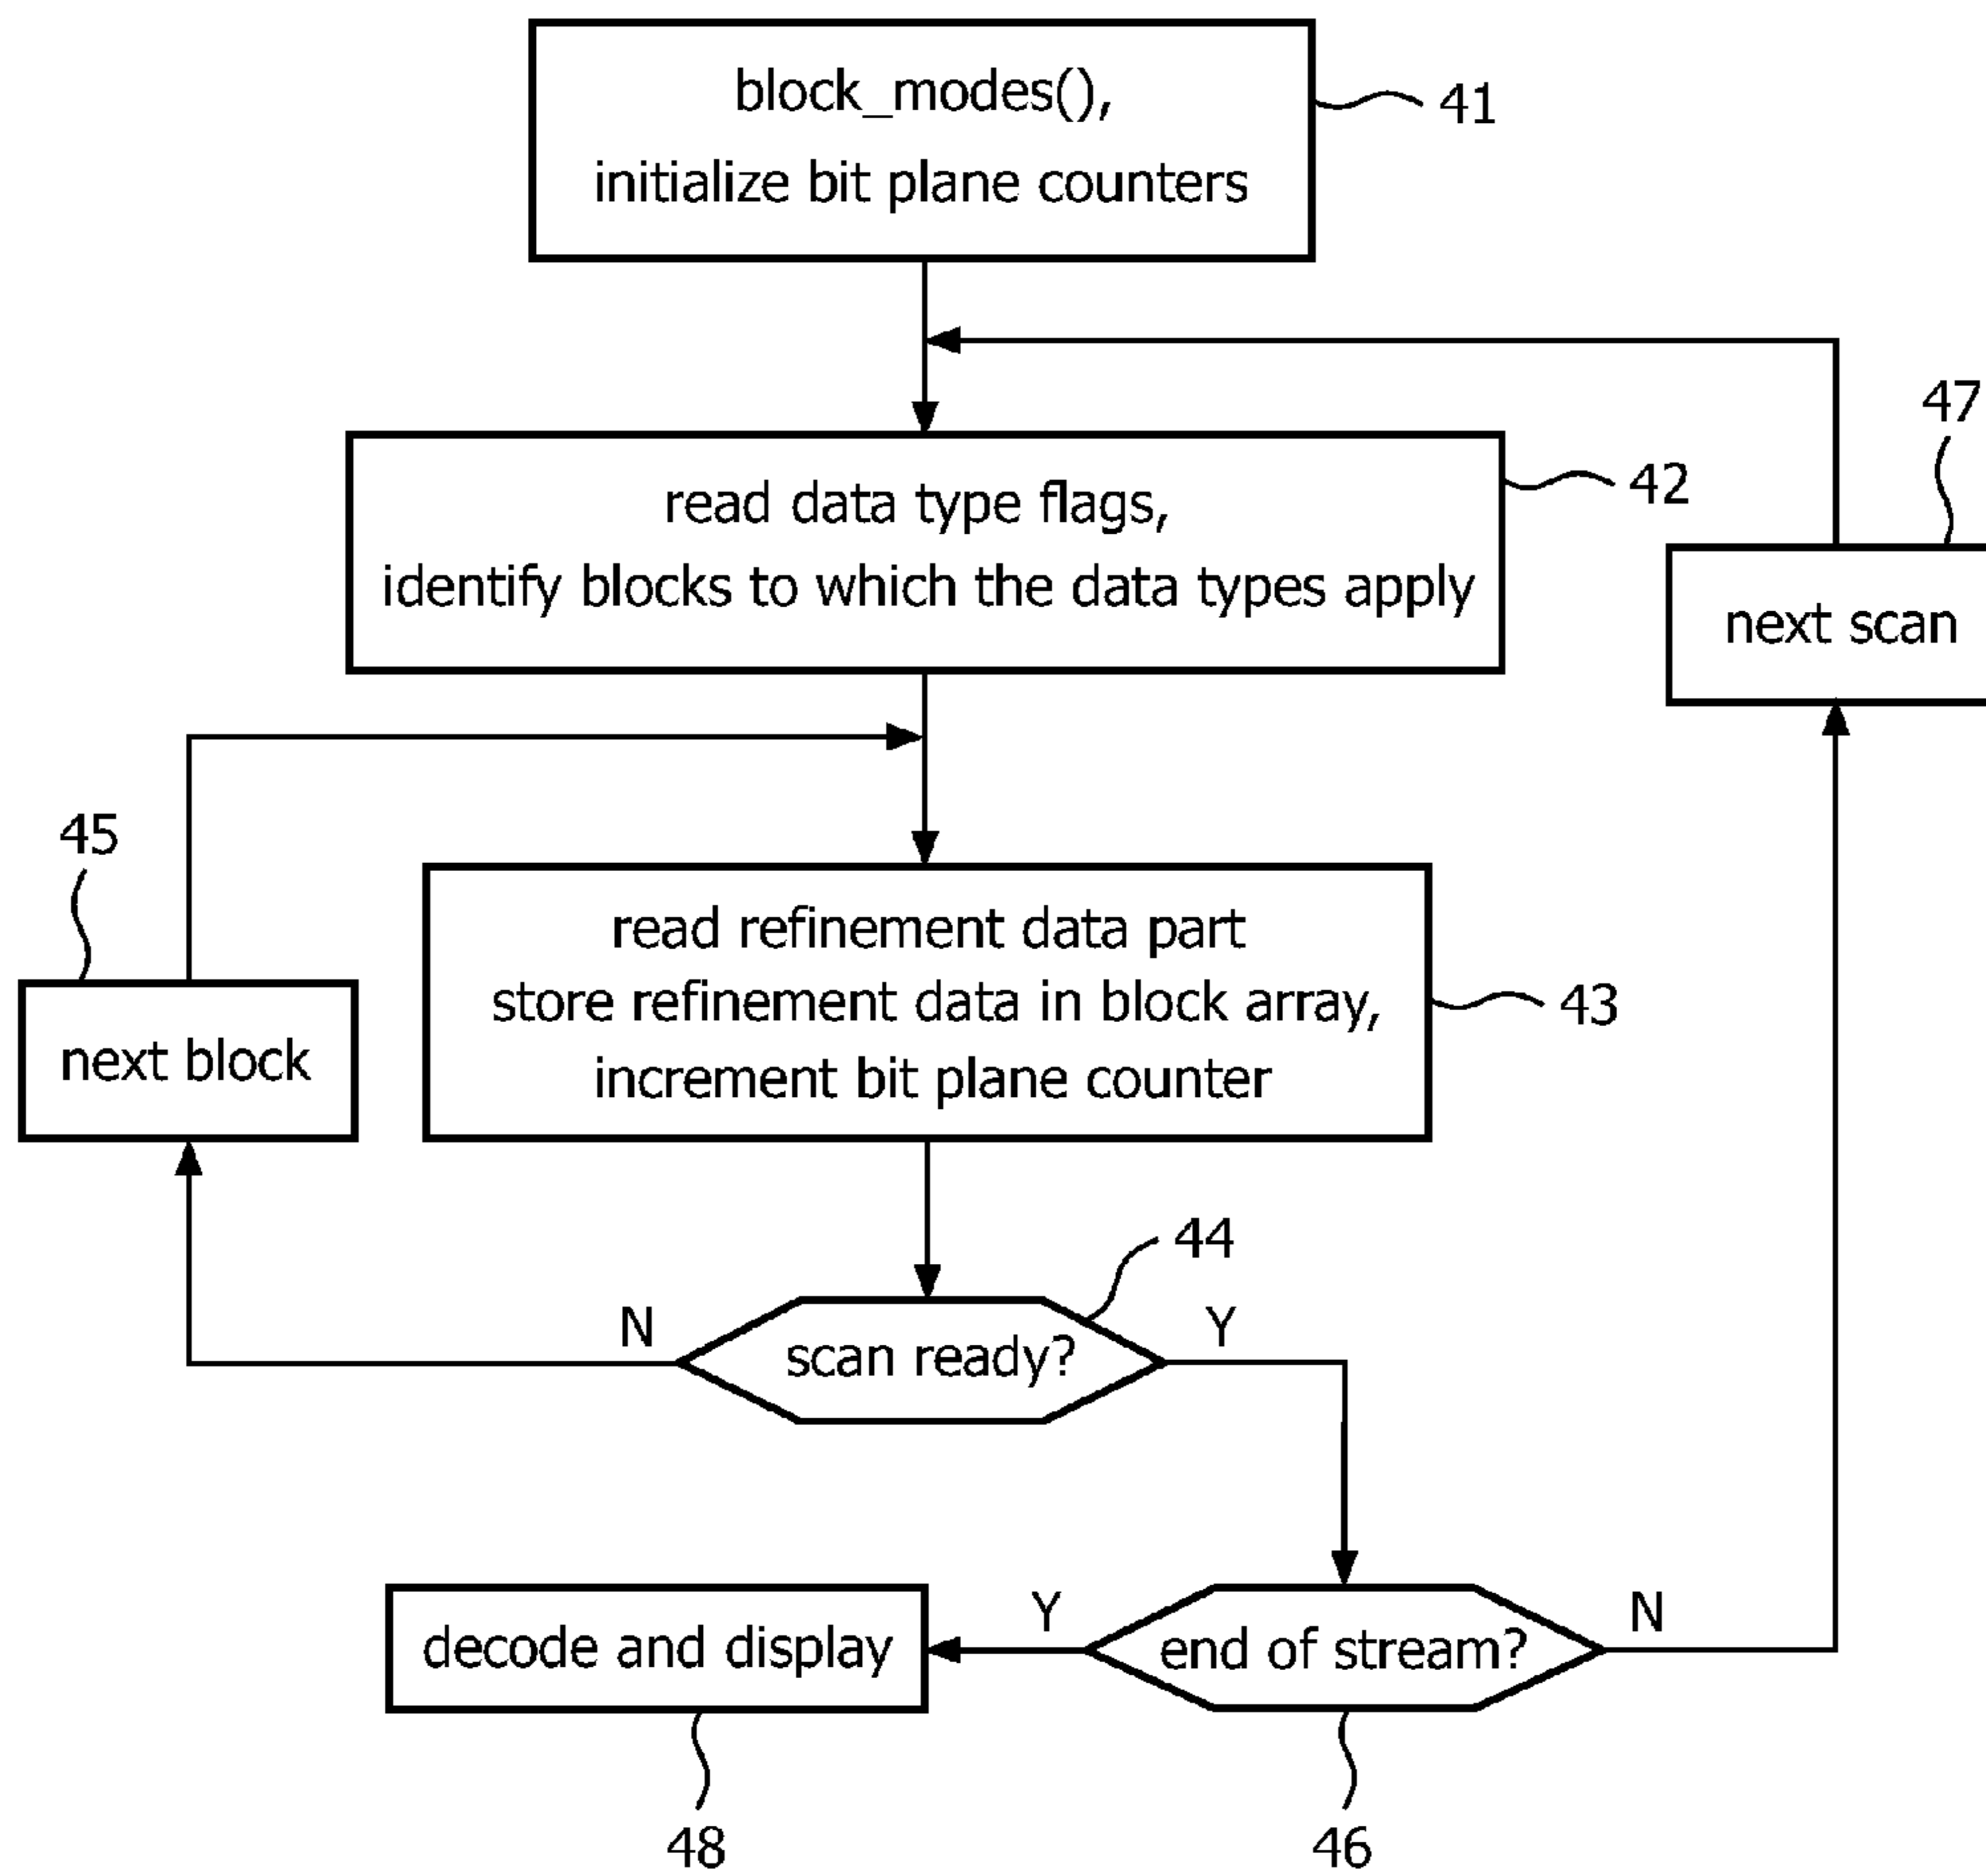 block_modes(),
initialize bit plane counters
41
47
read data type flags,
identify blocks to which the data types apply
42
next scan
45
read refinement data part
store refinement data in block array,
increment bit plane counter
43
next block
44
N
scan ready?
Y
decode and display
Y
end of stream?
N
48
46